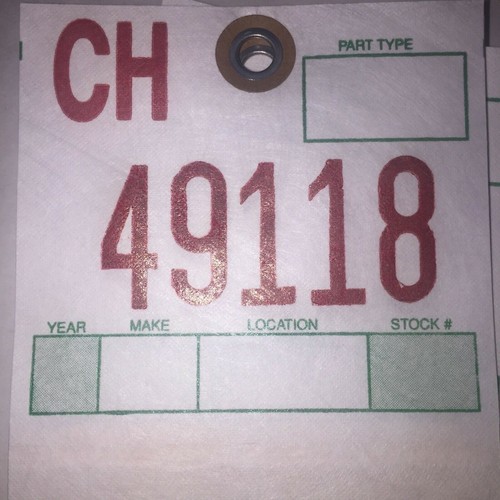 CH
PART TYPE
49118
YEAR MAKE LOCATION STOCK #